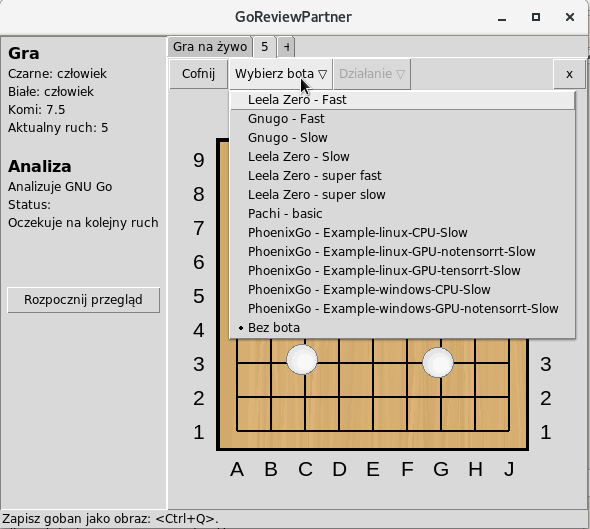 GoReviewPartner
Gra
Czarne: człowiek
Białe: człowiek
Komi: 7.5
Aktualny ruch: 5
Analiza
Analizuje GNU Go
Status:
Oczekuje na kolejny ruch
Rozpocznij przegląd
Gra na żywo 5 +
Cofnij Wybierz bota ▽ Działanie ▽ x
Leela Zero - Fast
Gnugo - Fast
Gnugo - Slow
Leela Zero - Slow
Leela Zero - super fast
Leela Zero - super slow
Pachi - basic
PhoenixGo - Example-linux-CPU-Slow
PhoenixGo - Example-linux-GPU-notensorrt-Slow
PhoenixGo - Example-linux-GPU-tensorrt-Slow
PhoenixGo - Example-windows-CPU-Slow
PhoenixGo - Example-windows-GPU-notensorrt-Slow
• Bez bota
9
8
7
6
5
4
3 3
2 2
1 1
A B C D E F G H J
Zapisz goban jako obraz: <Ctrl+Q>.